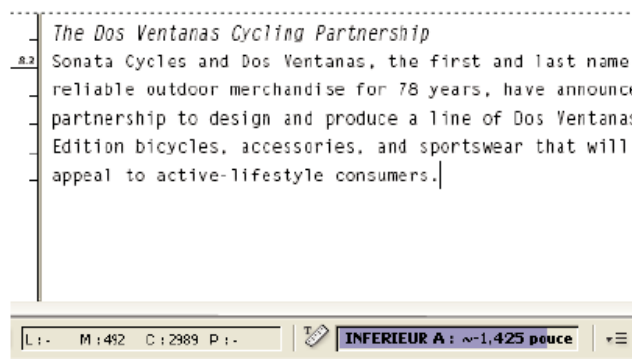 The Dos Ventanas Cycling Partnership
8.2 Sonata Cycles and Dos Ventanas, the first and last name
reliable outdoor merchandise for 78 years, have announce
partnership to design and produce a line of Dos Ventanas
Edition bicycles, accessories, and sportswear that will
appeal to active-lifestyle consumers.
L : - M : 492 C : 2989 P : - INFERIEUR A : ~-1,425 pouce